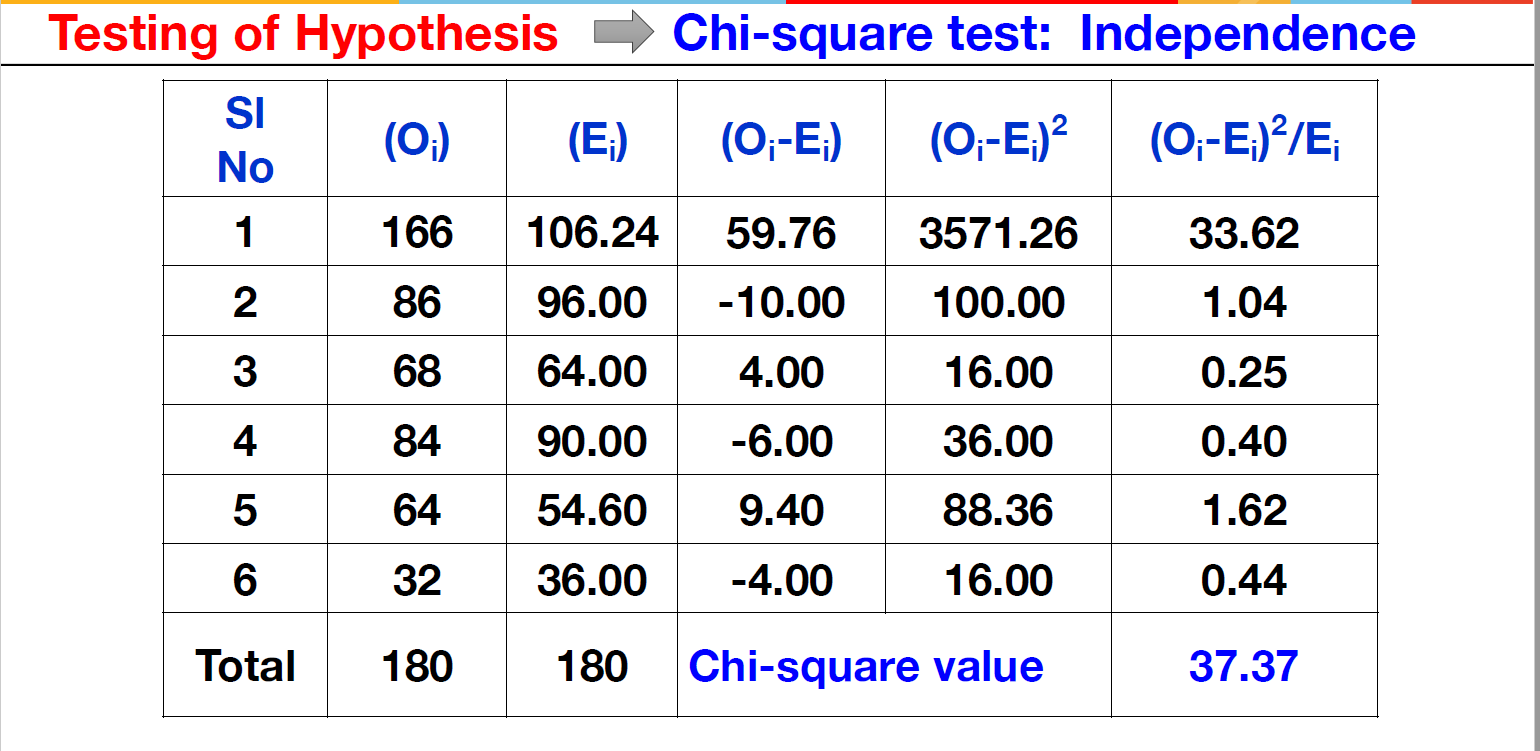 Testing of Hypothesis Chi-square test: Independence
Sl No (Oᵢ) (Eᵢ) (Oᵢ-Eᵢ) (Oᵢ-Eᵢ)² (Oᵢ-Eᵢ)²/Eᵢ
1 166 106.24 59.76 3571.26 33.62
2 86 96.00 -10.00 100.00 1.04
3 68 64.00 4.00 16.00 0.25
4 84 90.00 -6.00 36.00 0.40
5 64 54.60 9.40 88.36 1.62
6 32 36.00 -4.00 16.00 0.44
Total 180 180 Chi-square value 37.37